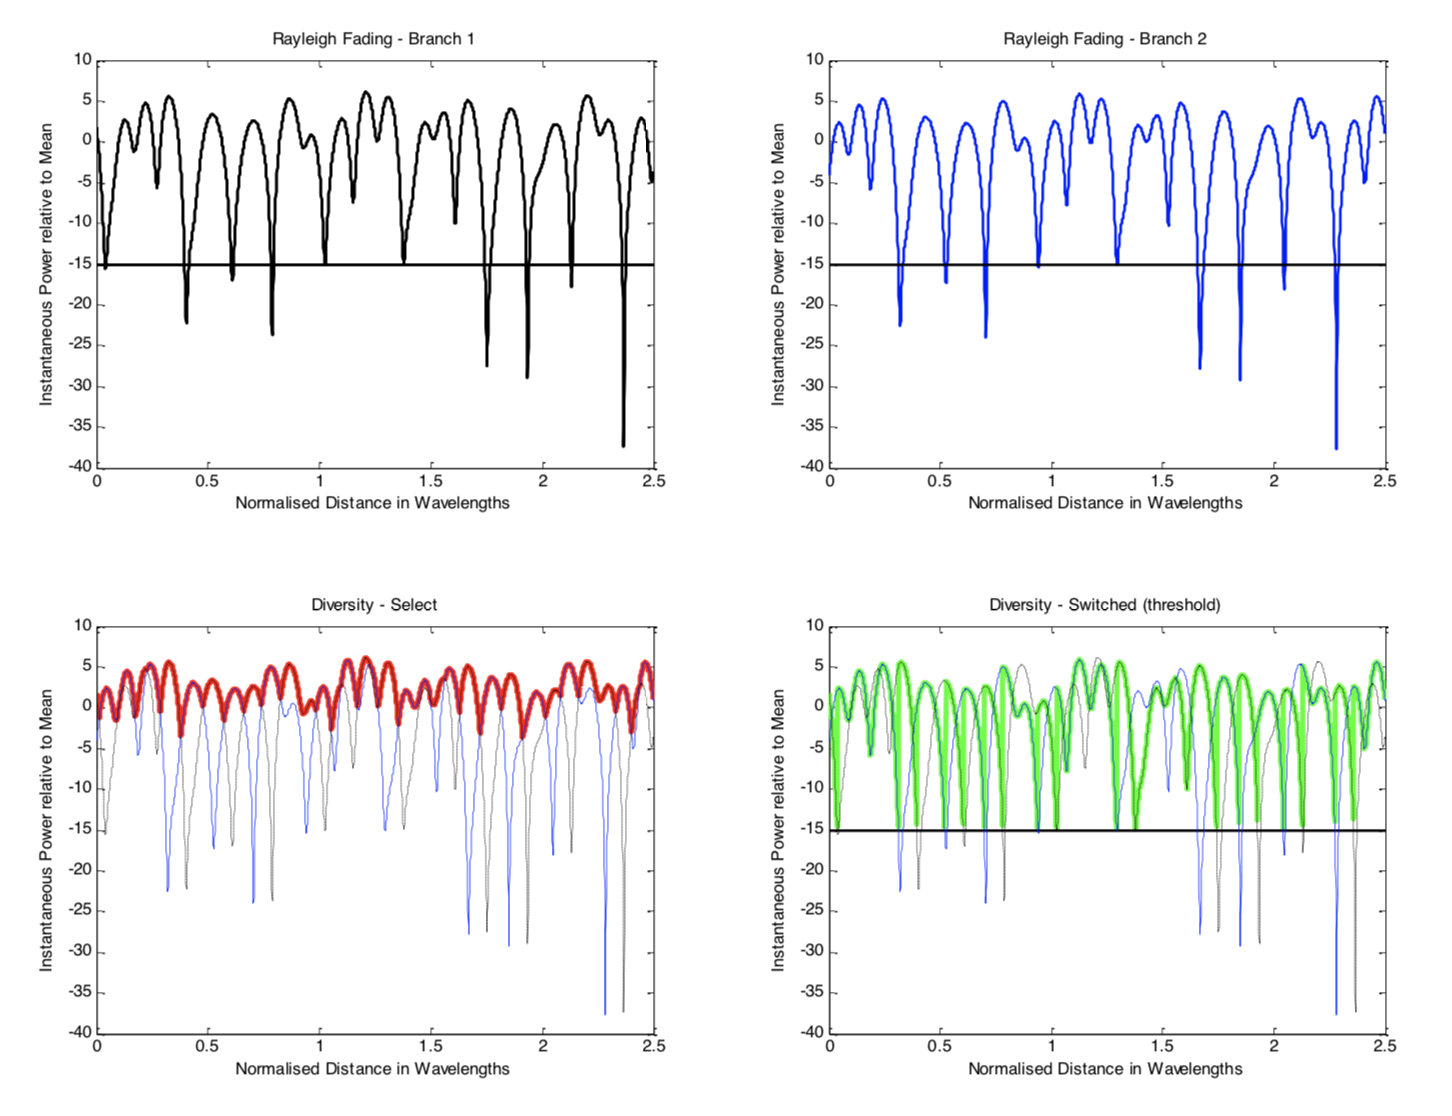 Rayleigh Fading - Branch 1
10
5
0
-5
-10
-15
-20
-25
-30
-35
-40
Instantaneous Power relative to Mean
0 0.5 1 1.5 2 2.5
Normalised Distance in Wavelengths
Rayleigh Fading - Branch 2
10
5
0
-5
-10
-15
-20
-25
-30
-35
-40
Instantaneous Power relative to Mean
0 0.5 1 1.5 2 2.5
Normalised Distance in Wavelengths
Diversity - Select
10
5
0
-5
-10
-15
-20
-25
-30
-35
-40
Instantaneous Power relative to Mean
0 0.5 1 1.5 2 2.5
Normalised Distance in Wavelengths
Diversity - Switched (threshold)
10
5
0
-5
-10
-15
-20
-25
-30
-35
-40
Instantaneous Power relative to Mean
0 0.5 1 1.5 2 2.5
Normalised Distance in Wavelengths